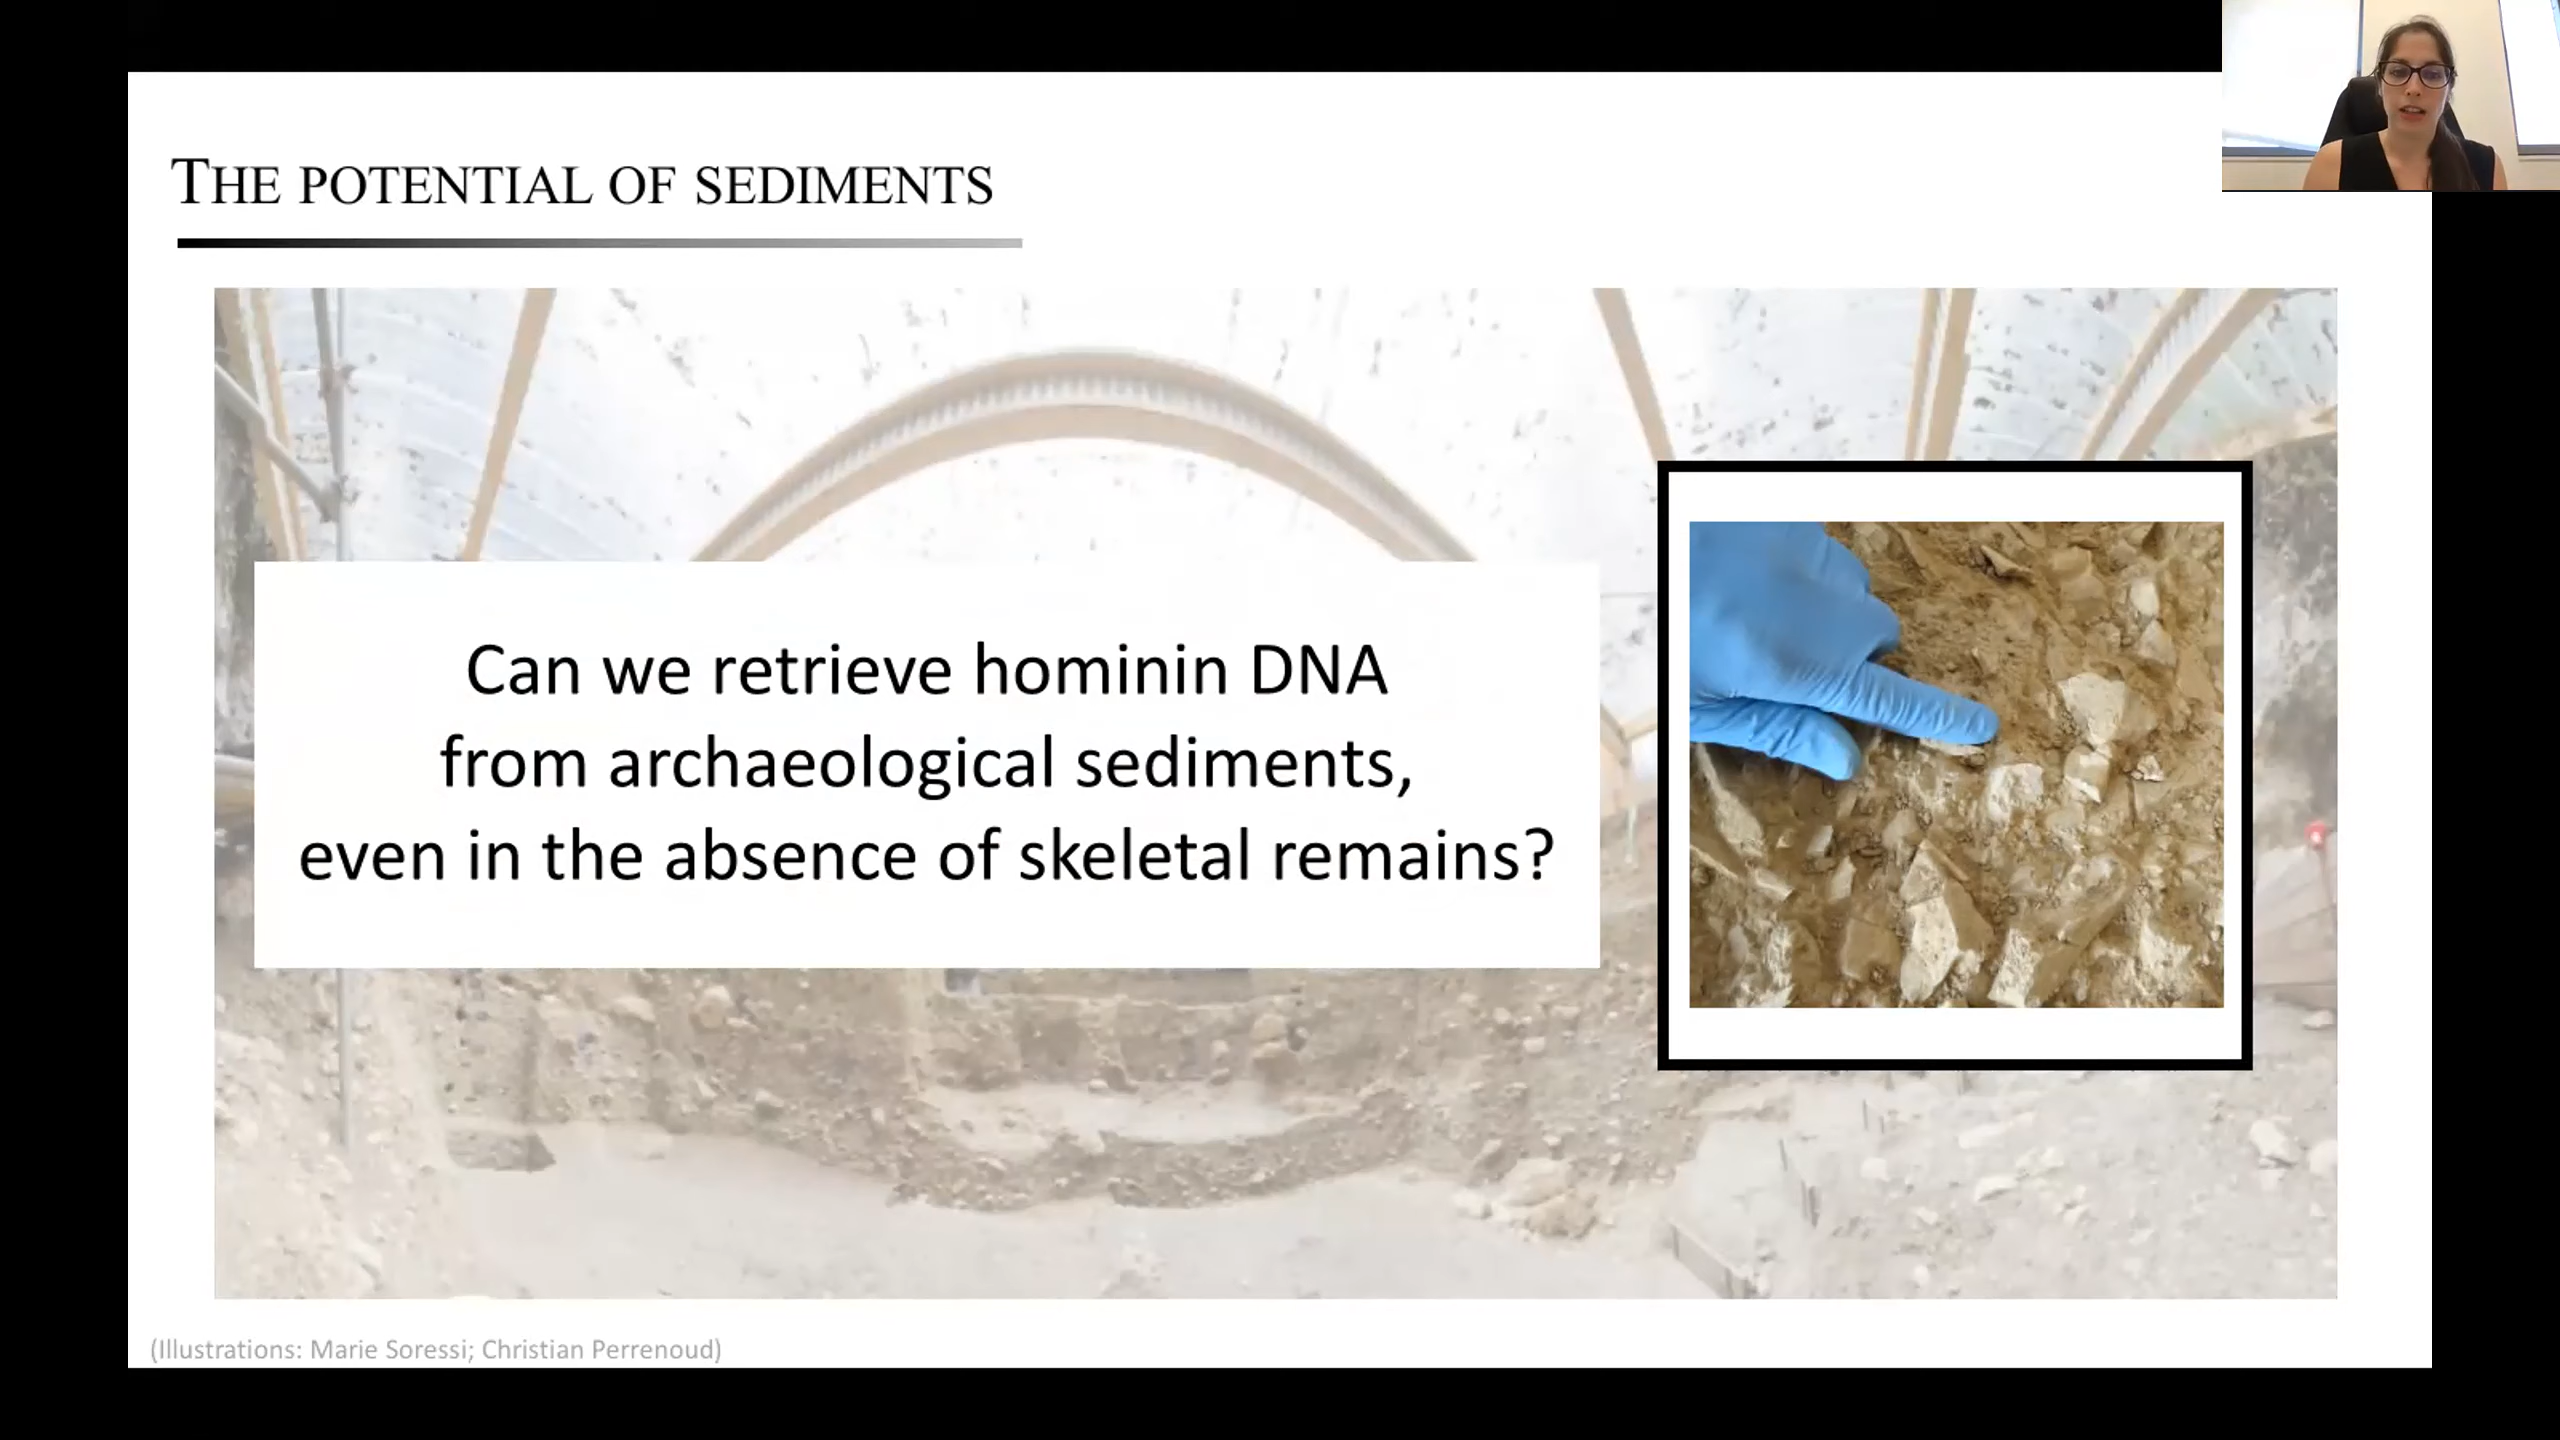 THE POTENTIAL OF SEDIMENTS
Can we retrieve hominin DNA
from archaeological sediments,
even in the absence of skeletal remains?
(Illustrations: Marie Soressi; Christian Perrenoud)